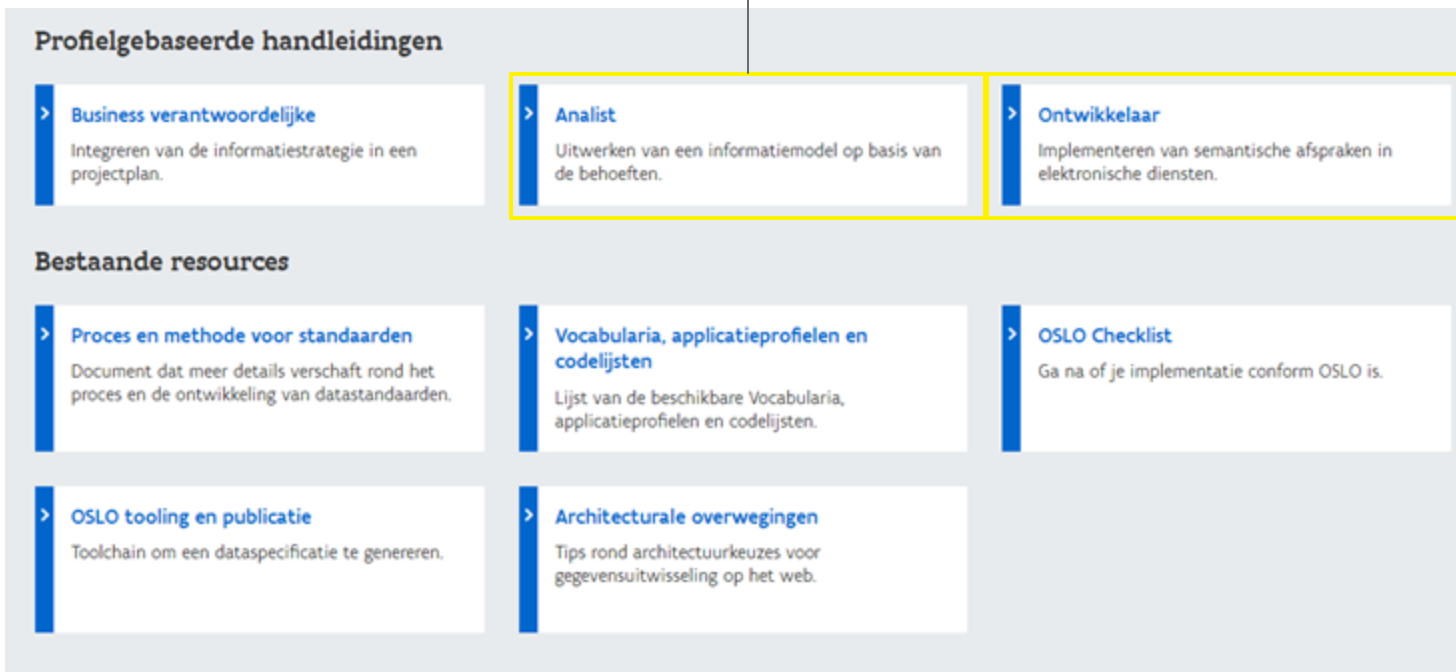 Profielgebaseerde handleidingen
Business verantwoordelijke
Integreren van de informatiestrategie in een
projectplan.
Analist
Uitwerken van een informatiemodel op basis van
de behoeften.
Ontwikkelaar
Implementeren van semantische afspraken in
elektronische diensten.
Bestaande resources
Proces en methode voor standaarden
Document dat meer details verschaft rond het
proces en de ontwikkeling van datastandaarden.
Vocabularia, applicatieprofielen en
codelijsten
Lijst van de beschikbare Vocabularia,
applicatieprofielen en codelijsten.
OSLO Checklist
Ga na of je implementatie conform OSLO is.
OSLO tooling en publicatie
Toolchain om een dataspecificatie te genereren.
Architecturale overwegingen
Tips rond architectuurkeuzes voor
gegevensuitwisseling op het web.